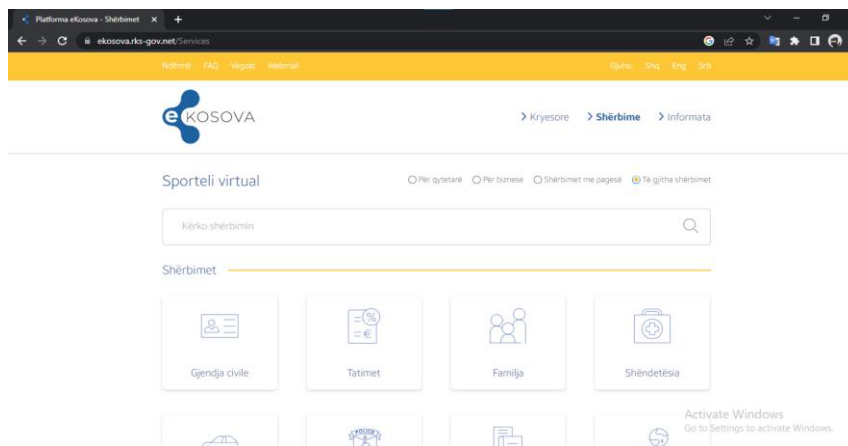 Platforma eKosova - Shërbimet
ekosova.rks-gov.net/Services
Ndihmë FAQ Vegzat Webmail
Gjuha: Shq Eng Srb
eKOSOVA
Kryesore Shërbime Informata
Sporteli virtual
Për qytetarë Për biznese Shërbimet me pagesë Të gjitha shërbimet
Kërko shërbimin
Shërbimet
Gjendja civile Tatimet Familja Shëndetësia
POLICE
Activate Windows
Go to Settings to activate Windows.